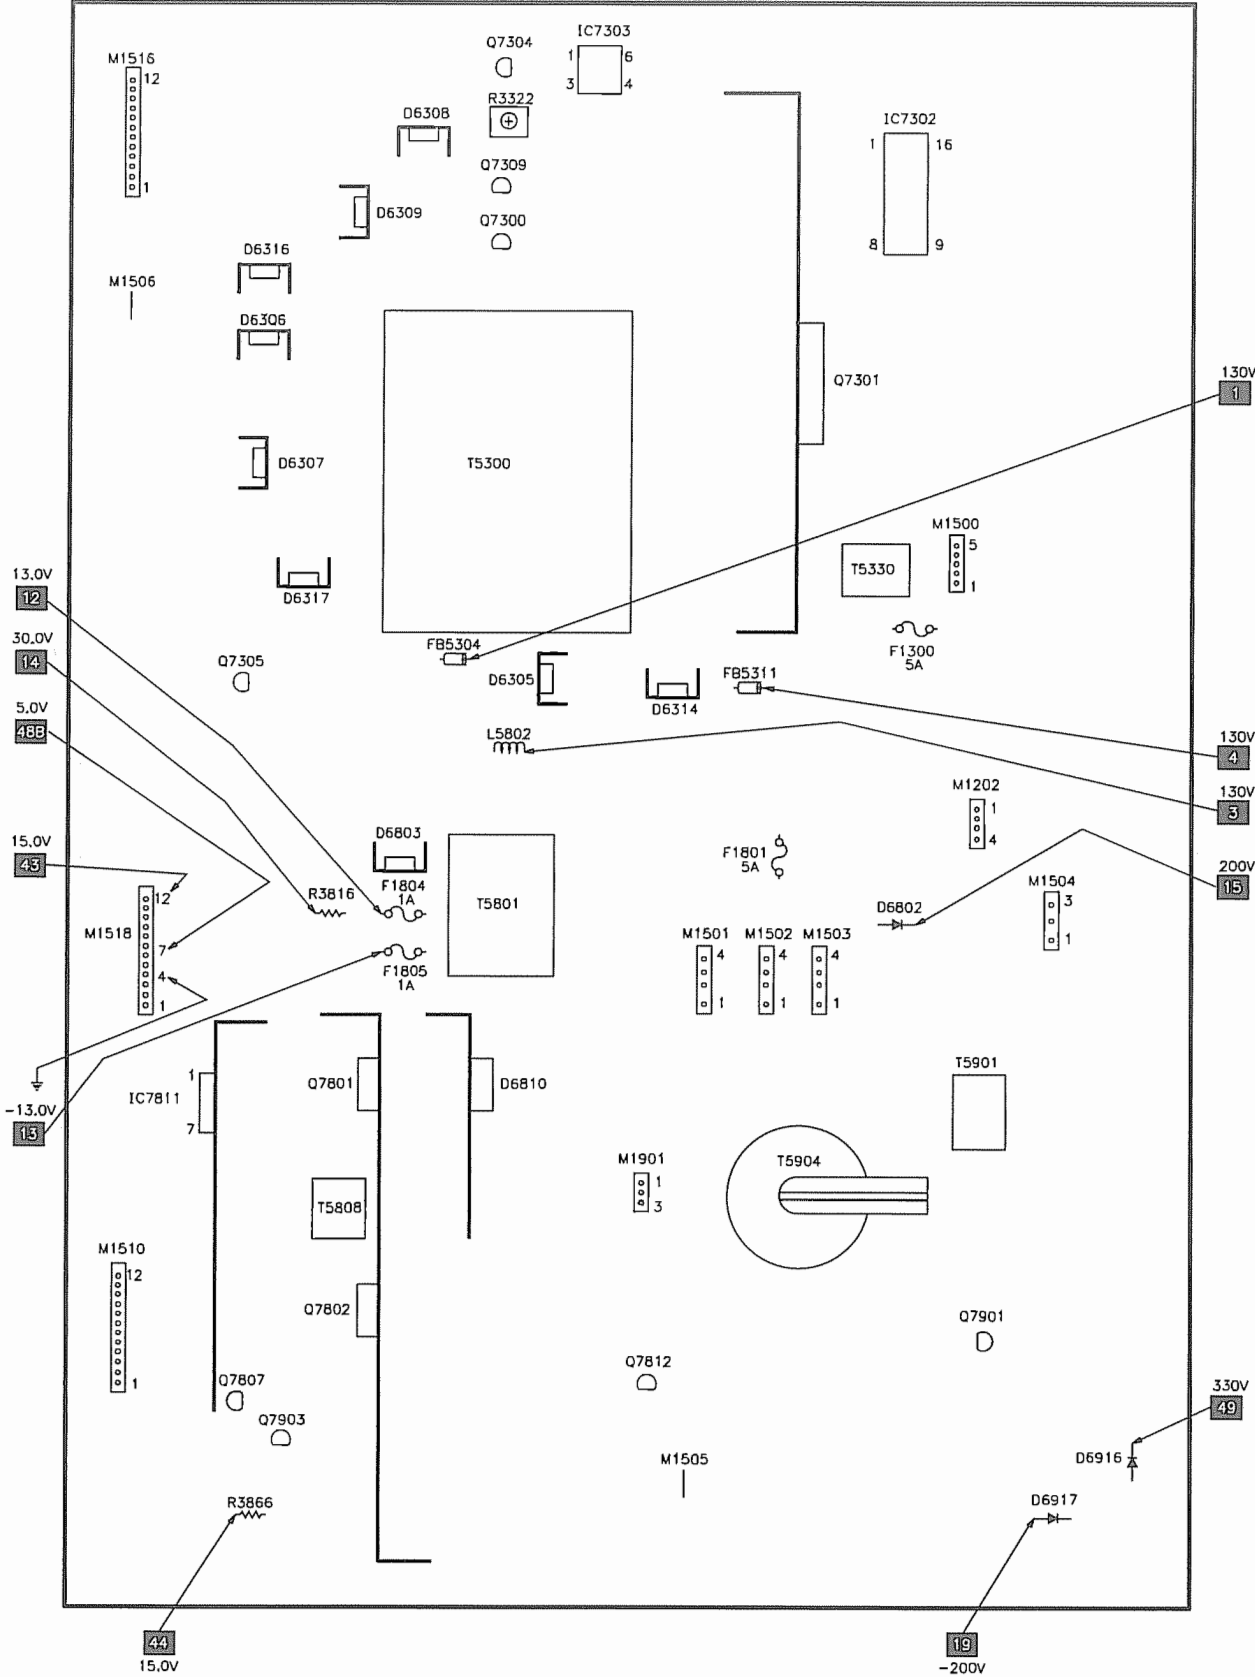 IC7303
Q7304
1 6
3 4
M1516
12
1
R3322
D6308
IC7302
1 16
8 9
Q7309
D6309
Q7300
D6316
M1506
D6306
Q7301
130V
1
D6307
T5300
M1500
5
1
T5330
13.0V
12
D6317
F1300
5A
30.0V
14
FB5304
Q7305
D6305
FB5311
D6314
5.0V
48B
L5802
130V
4
M1202
1
4
130V
3
15.0V
43
D6803
F1801
5A
200V
15
F1804
1A
R3816
T5801
D6802
M1504
3
1
M1518
12
7
4
1
F1805
1A
M1501 M1502 M1503
4 4 4
1 1 1
-13.0V
13
IC7811
1
7
Q7801
D6810
T5901
M1901
1
3
T5904
T5808
M1510
12
1
Q7802
Q7901
Q7812
Q7807
Q7903
330V
49
M1505
D6916
R3866
D6917
44
15.0V
19
-200V